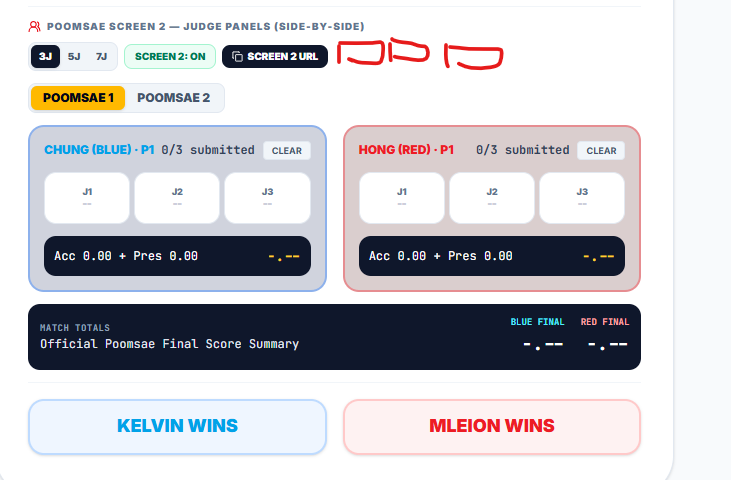 POOMSAE SCREEN 2 — JUDGE PANELS (SIDE-BY-SIDE)
3J 5J 7J SCREEN 2: ON SCREEN 2 URL
POOMSAE 1 POOMSAE 2
CHUNG (BLUE) · P1 0/3 submitted CLEAR
J1 J2 J3
-- -- --
Acc 0.00 + Pres 0.00 -.--
HONG (RED) · P1 0/3 submitted CLEAR
J1 J2 J3
-- -- --
Acc 0.00 + Pres 0.00 -.--
MATCH TOTALS
Official Poomsae Final Score Summary
BLUE FINAL RED FINAL
-.-- -.--
KELVIN WINS
MLEION WINS